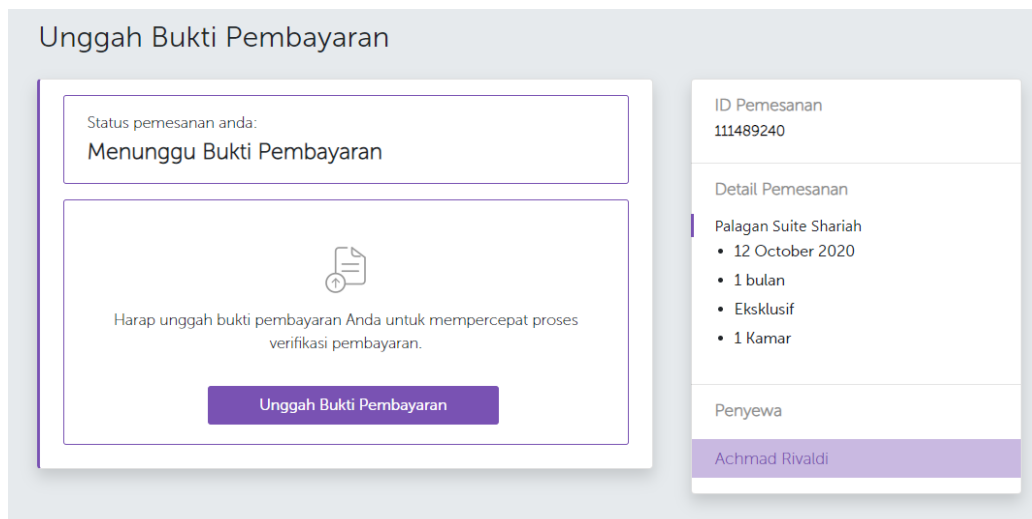 Unggah Bukti Pembayaran
Status pemesanan anda:
Menunggu Bukti Pembayaran
Harap unggah bukti pembayaran Anda untuk mempercepat proses
verifikasi pembayaran.
Unggah Bukti Pembayaran
ID Pemesanan
111489240
Detail Pemesanan
Palagan Suite Shariah
• 12 October 2020
• 1 bulan
• Eksklusif
• 1 Kamar
Penyewa
Achmad Rivaldi